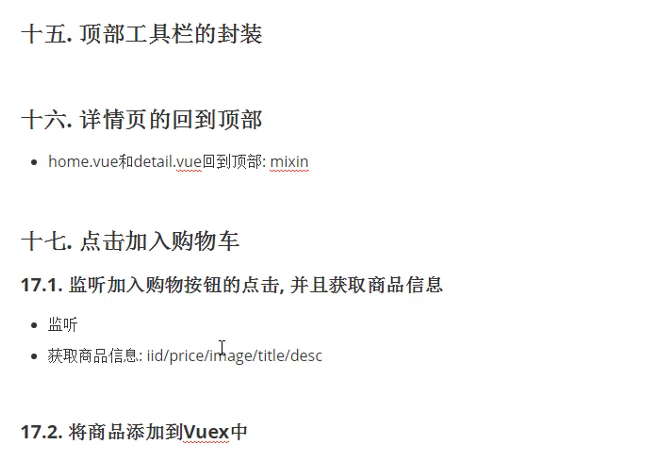 十五. 顶部工具栏的封装
十六. 详情页的回到顶部
home.vue和detail.vue回到顶部: mixin
十七. 点击加入购物车
17.1. 监听加入购物按钮的点击, 并且获取商品信息
监听
获取商品信息: iid/price/image/title/desc
17.2. 将商品添加到Vuex中